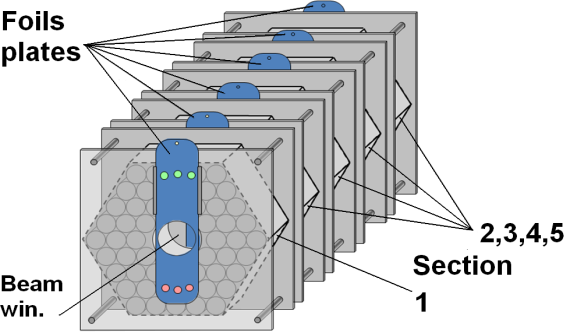 Foils
plates
2,3,4,5
Section
1
Beam
win.